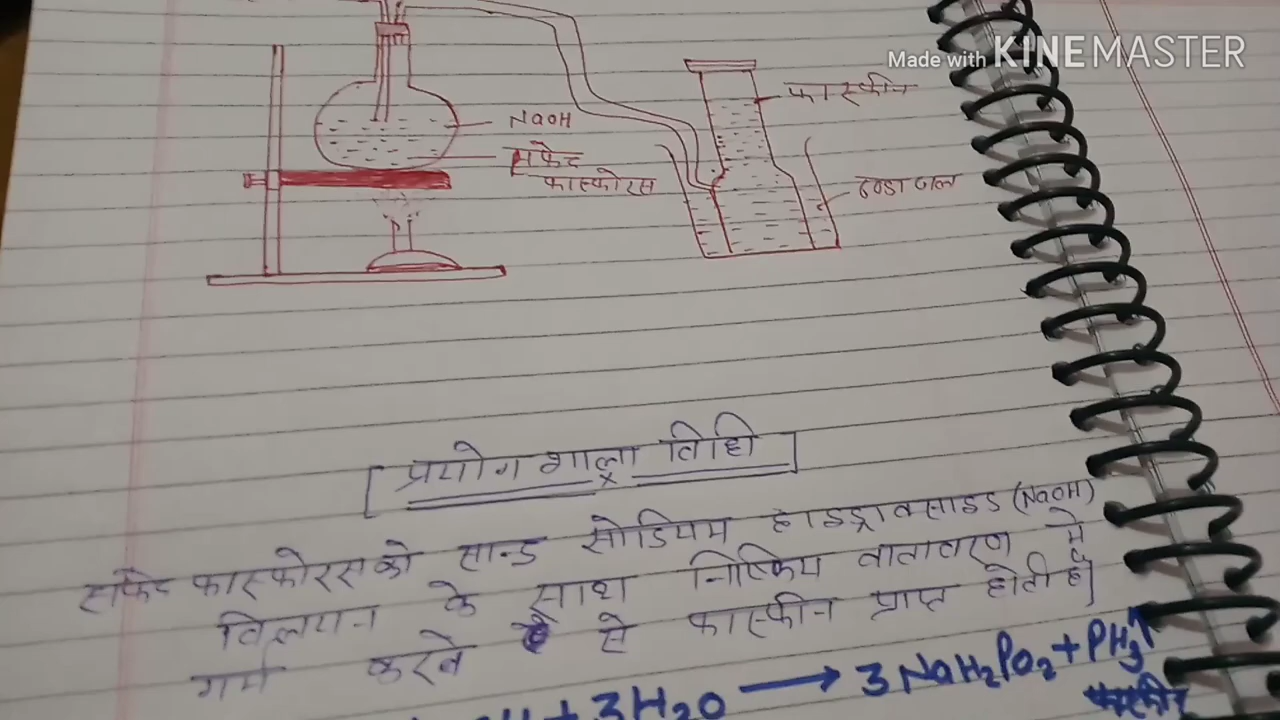 Made with KINEMASTER
फास्फीन
NaOH
सफेद
फास्फोरस
ठण्डा जल
[प्रयोगशाला विधि]
सफेद फास्फोरस को सान्द्र सोडियम हाइड्राक्साइड (NaOH)
विलयन के साथ निष्क्रिय वातावरण में
गर्म करने से फास्फीन प्राप्त होती है।
+ 3H₂O ⟶ 3NaH₂PO₂ + PH₃↑
फास्फीन